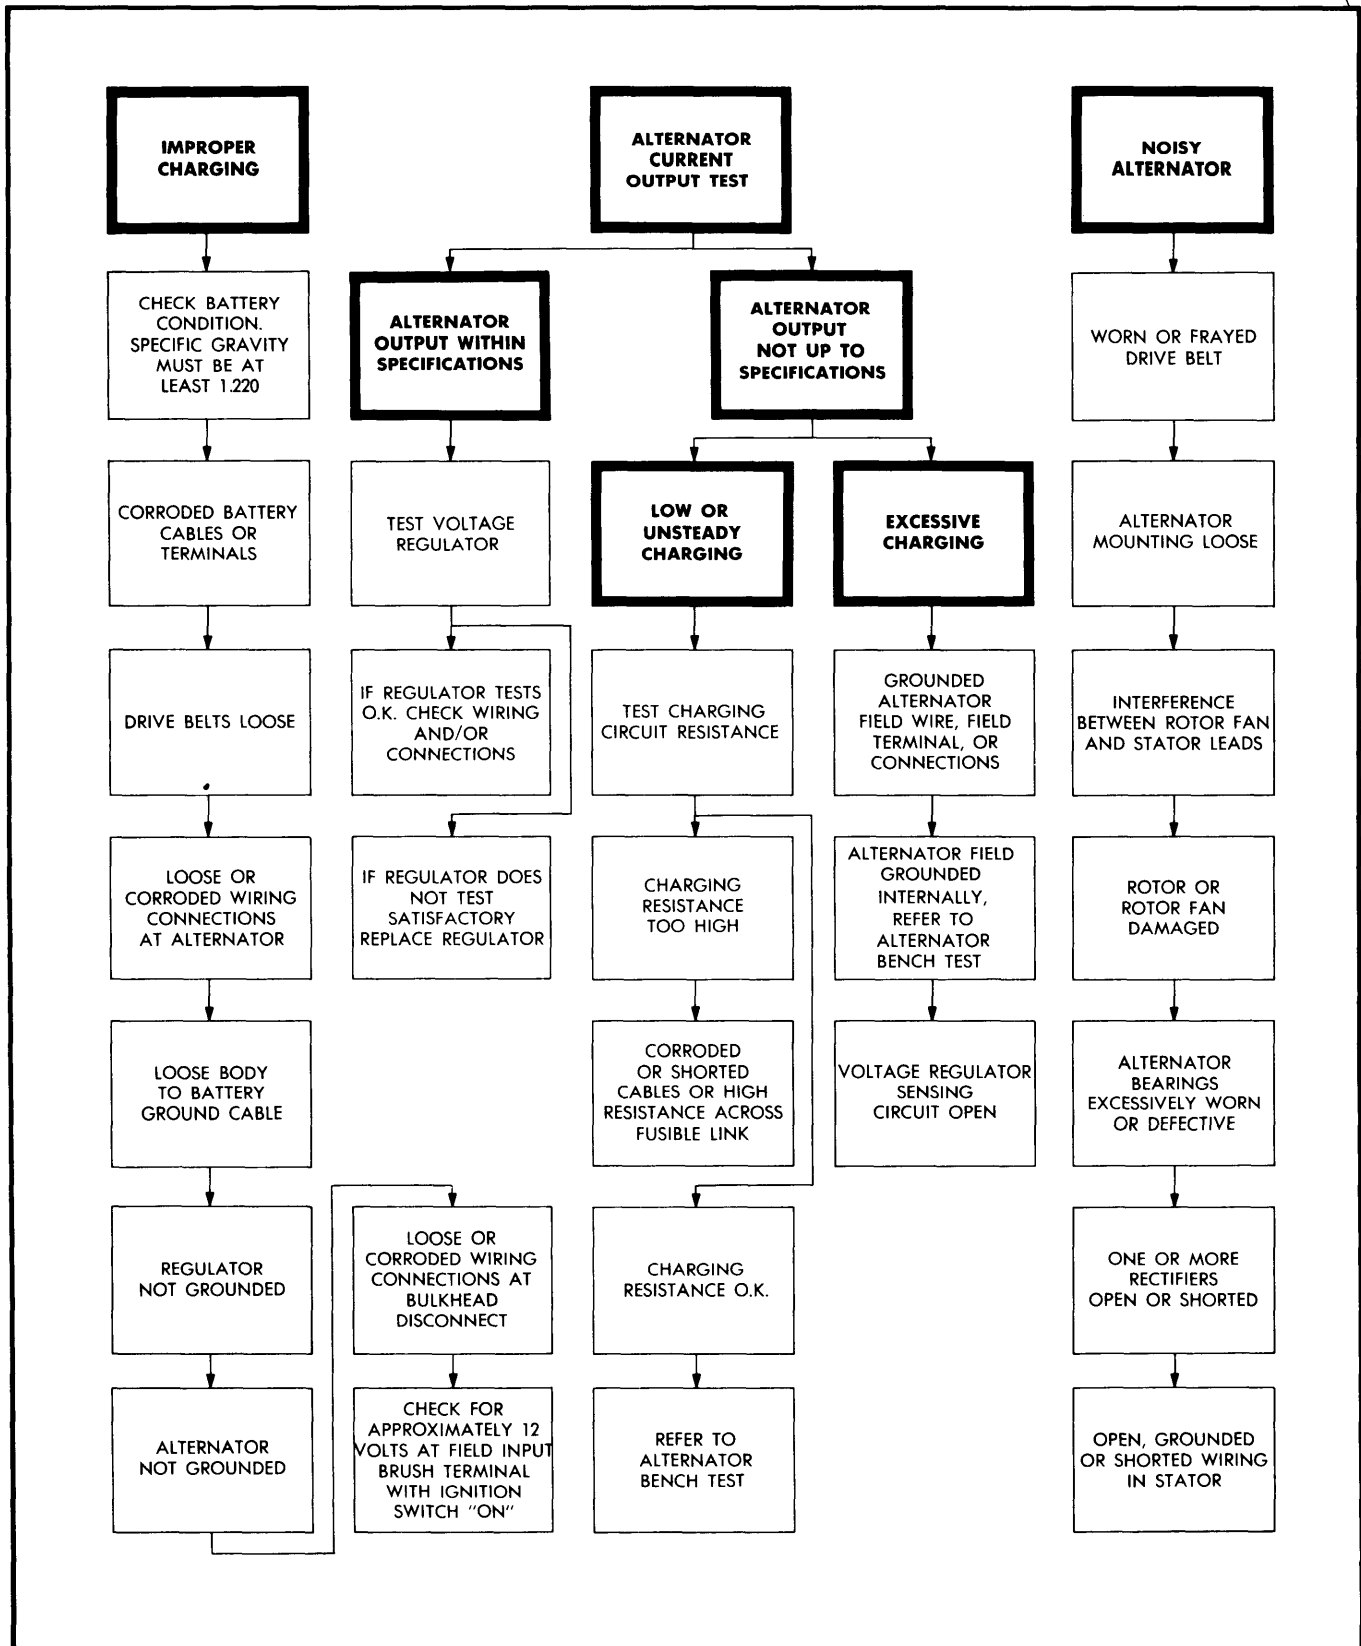 IMPROPER
CHARGING
CHECK BATTERY
CONDITION.
SPECIFIC GRAVITY
MUST BE AT
LEAST 1.220
CORRODED BATTERY
CABLES OR
TERMINALS
DRIVE BELTS LOOSE
LOOSE OR
CORRODED WIRING
CONNECTIONS
AT ALTERNATOR
LOOSE BODY
TO BATTERY
GROUND CABLE
REGULATOR
NOT GROUNDED
ALTERNATOR
NOT GROUNDED
LOOSE OR
CORRODED WIRING
CONNECTIONS AT
BULKHEAD
DISCONNECT
CHECK FOR
APPROXIMATELY 12
VOLTS AT FIELD INPUT
BRUSH TERMINAL
WITH IGNITION
SWITCH "ON"
ALTERNATOR
CURRENT
OUTPUT TEST
ALTERNATOR
OUTPUT WITHIN
SPECIFICATIONS
TEST VOLTAGE
REGULATOR
IF REGULATOR TESTS
O.K. CHECK WIRING
AND/OR
CONNECTIONS
IF REGULATOR DOES
NOT TEST
SATISFACTORY
REPLACE REGULATOR
ALTERNATOR
OUTPUT
NOT UP TO
SPECIFICATIONS
LOW OR
UNSTEADY
CHARGING
TEST CHARGING
CIRCUIT RESISTANCE
CHARGING
RESISTANCE
TOO HIGH
CORRODED
OR SHORTED
CABLES OR HIGH
RESISTANCE ACROSS
FUSIBLE LINK
CHARGING
RESISTANCE O.K.
REFER TO
ALTERNATOR
BENCH TEST
EXCESSIVE
CHARGING
GROUNDED
ALTERNATOR
FIELD WIRE, FIELD
TERMINAL, OR
CONNECTIONS
ALTERNATOR FIELD
GROUNDED
INTERNALLY,
REFER TO
ALTERNATOR
BENCH TEST
VOLTAGE REGULATOR
SENSING
CIRCUIT OPEN
NOISY
ALTERNATOR
WORN OR FRAYED
DRIVE BELT
ALTERNATOR
MOUNTING LOOSE
INTERFERENCE
BETWEEN ROTOR FAN
AND STATOR LEADS
ROTOR OR
ROTOR FAN
DAMAGED
ALTERNATOR
BEARINGS
EXCESSIVELY WORN
OR DEFECTIVE
ONE OR MORE
RECTIFIERS
OPEN OR SHORTED
OPEN, GROUNDED
OR SHORTED WIRING
IN STATOR